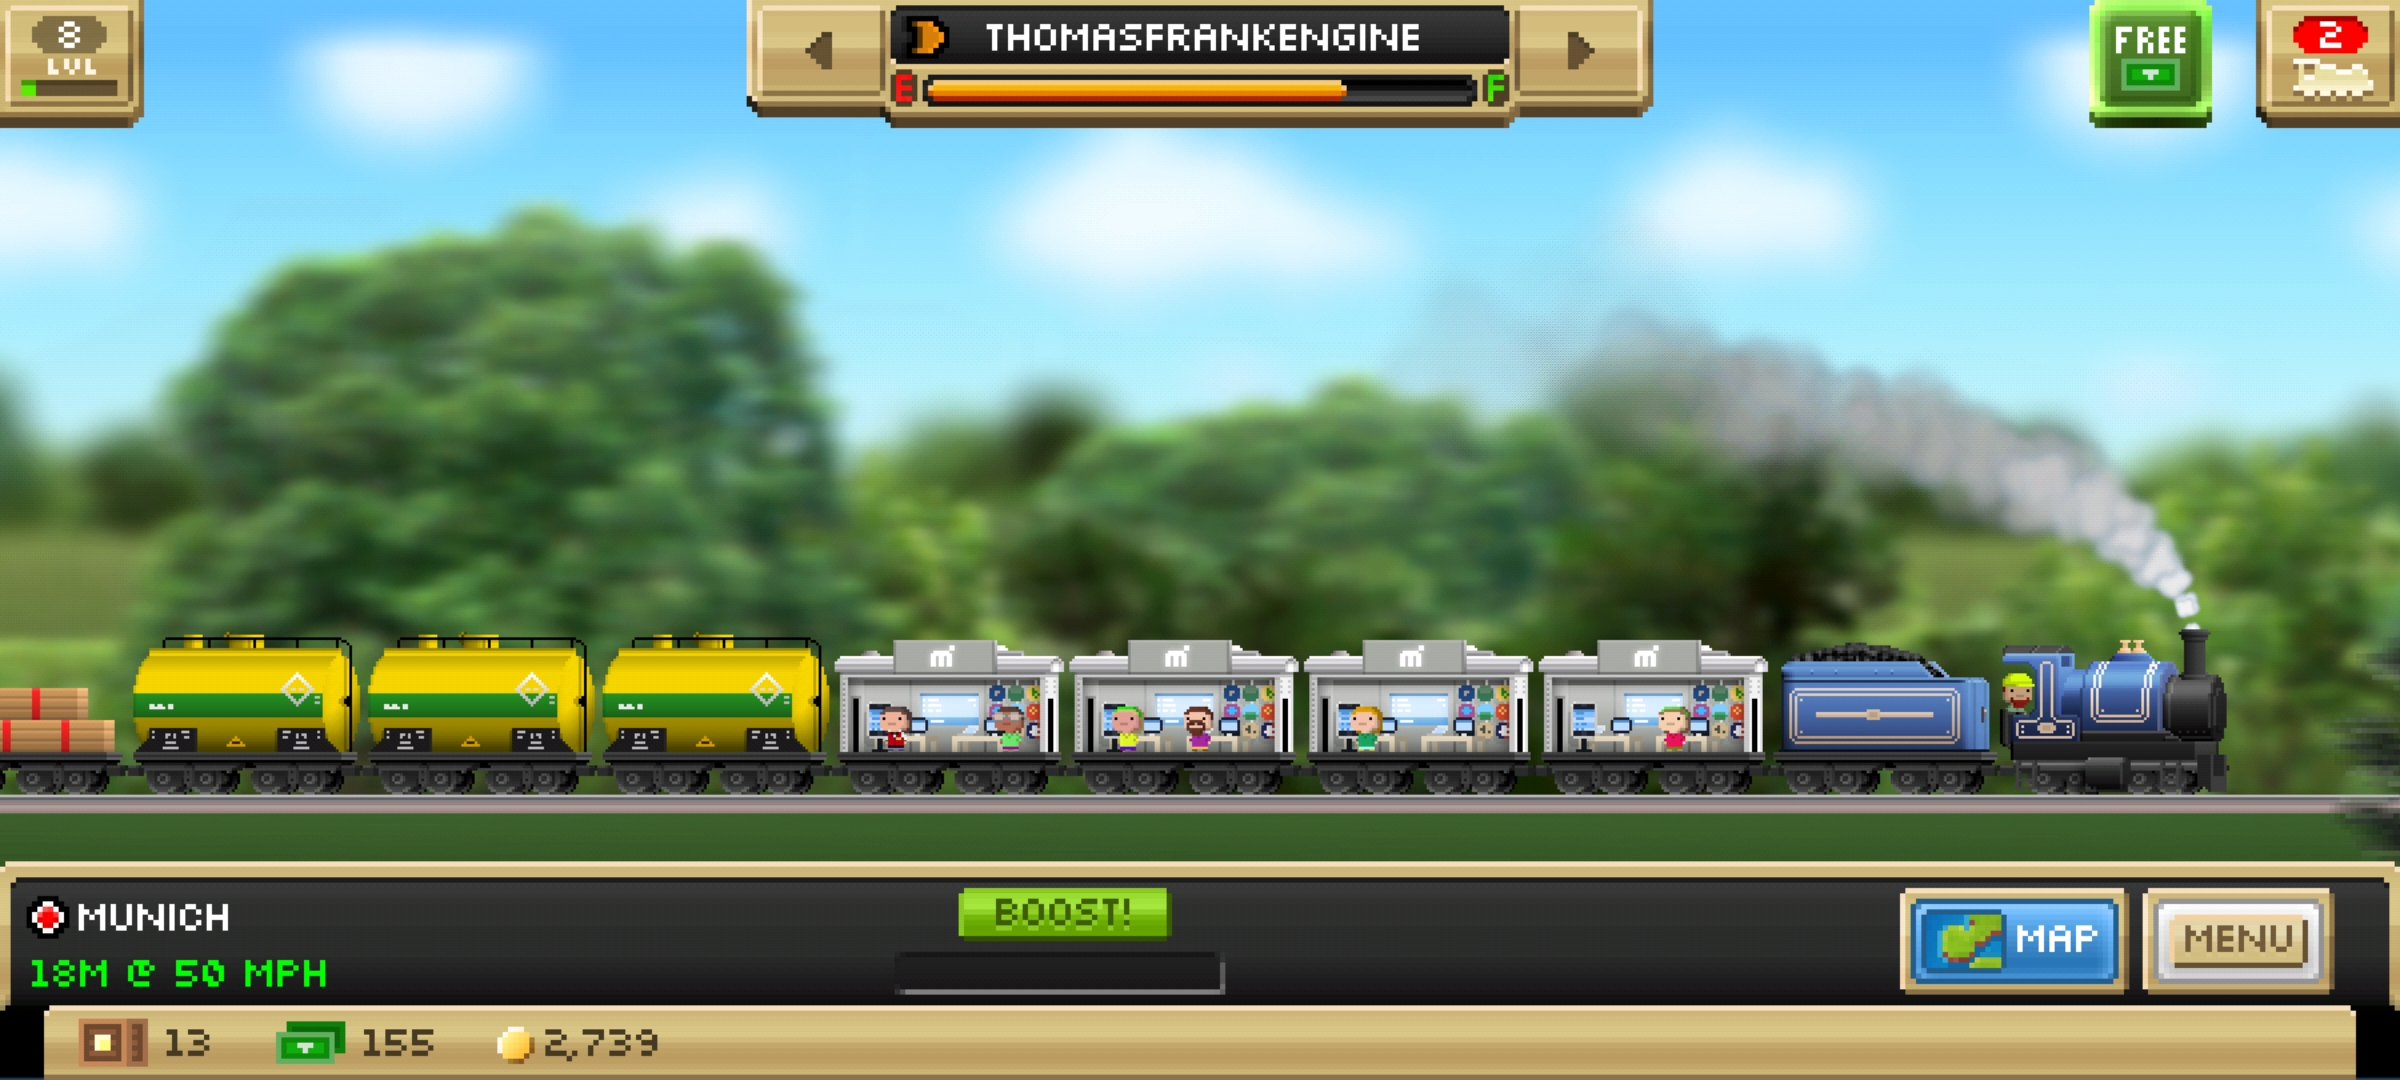 8
LVL
THOMASFRANKENGINE
E F
FREE
2
m m m m
MUNICH
18M @ 50 MPH
BOOST!
MAP
MENU
13 155 2,739